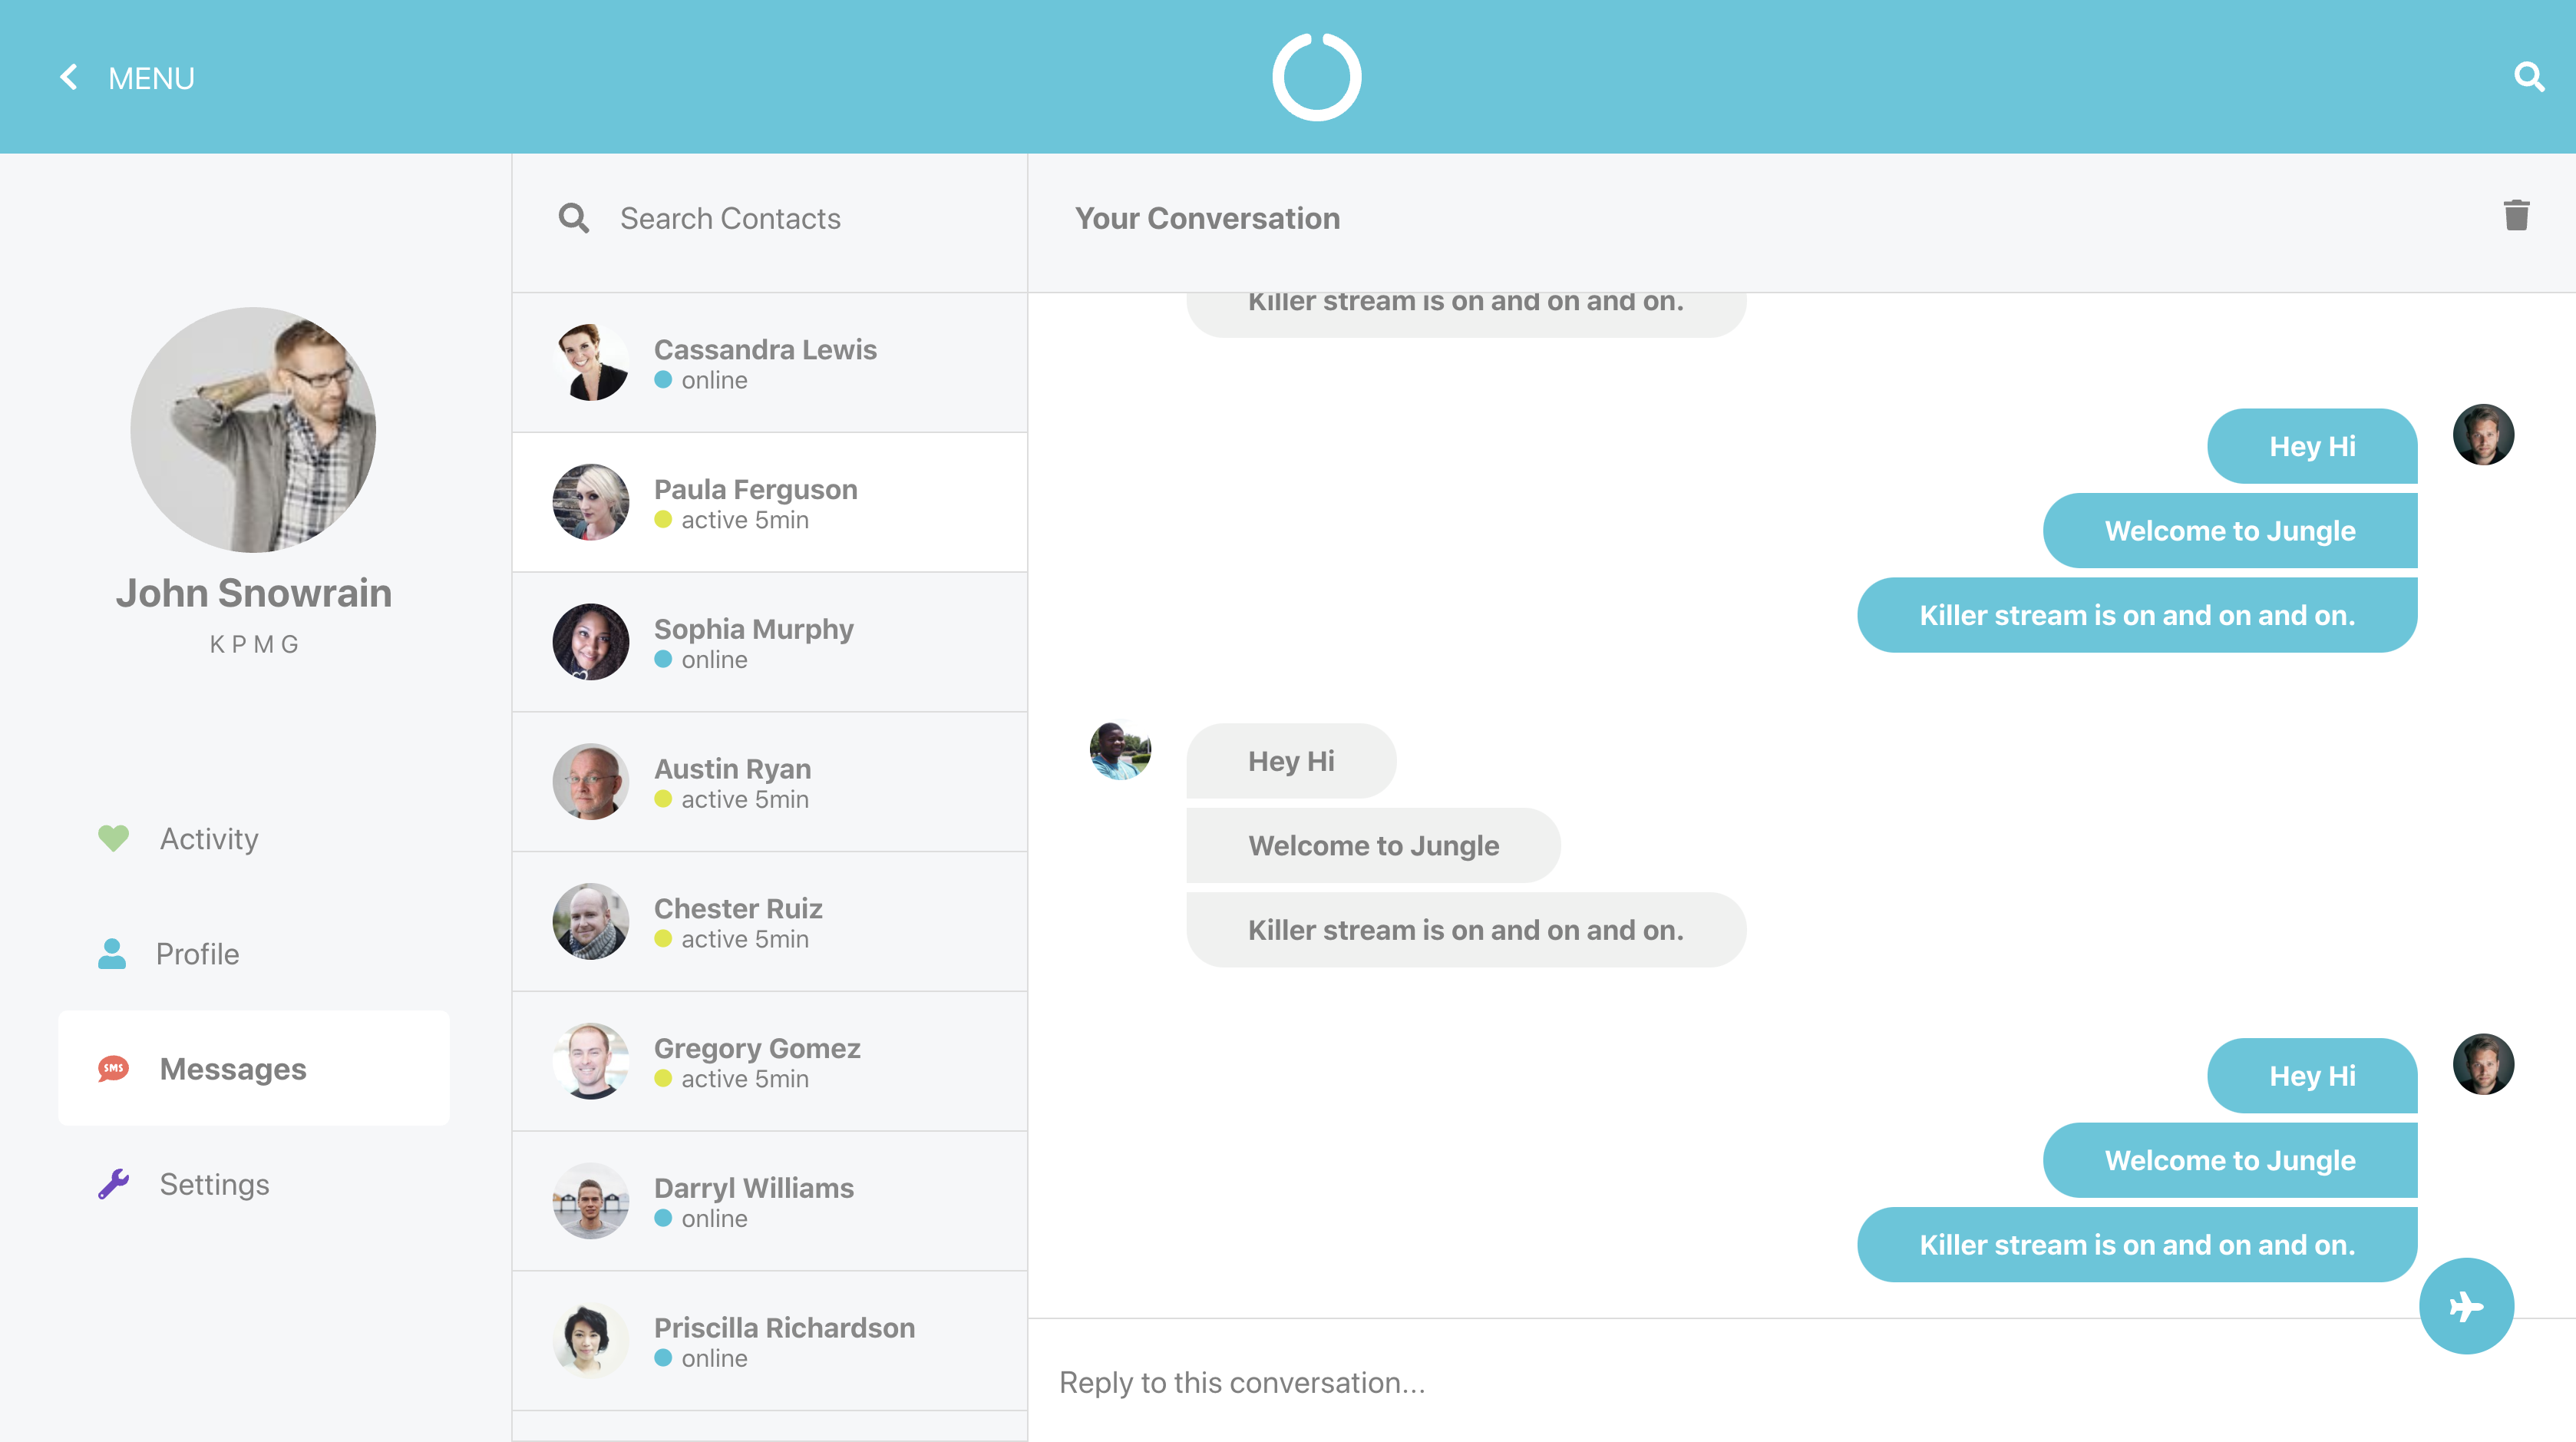 MENU
John Snowrain
KPMG
Activity
Profile
SMS
Messages
Settings
Search Contacts
Cassandra Lewis
online
Paula Ferguson
active 5min
Sophia Murphy
online
Austin Ryan
active 5min
Chester Ruiz
active 5min
Gregory Gomez
active 5min
Darryl Williams
online
Priscilla Richardson
online
Your Conversation
Killer stream is on and on and on.
Hey Hi
Welcome to Jungle
Killer stream is on and on and on.
Hey Hi
Welcome to Jungle
Killer stream is on and on and on.
Hey Hi
Welcome to Jungle
Killer stream is on and on and on.
Reply to this conversation...